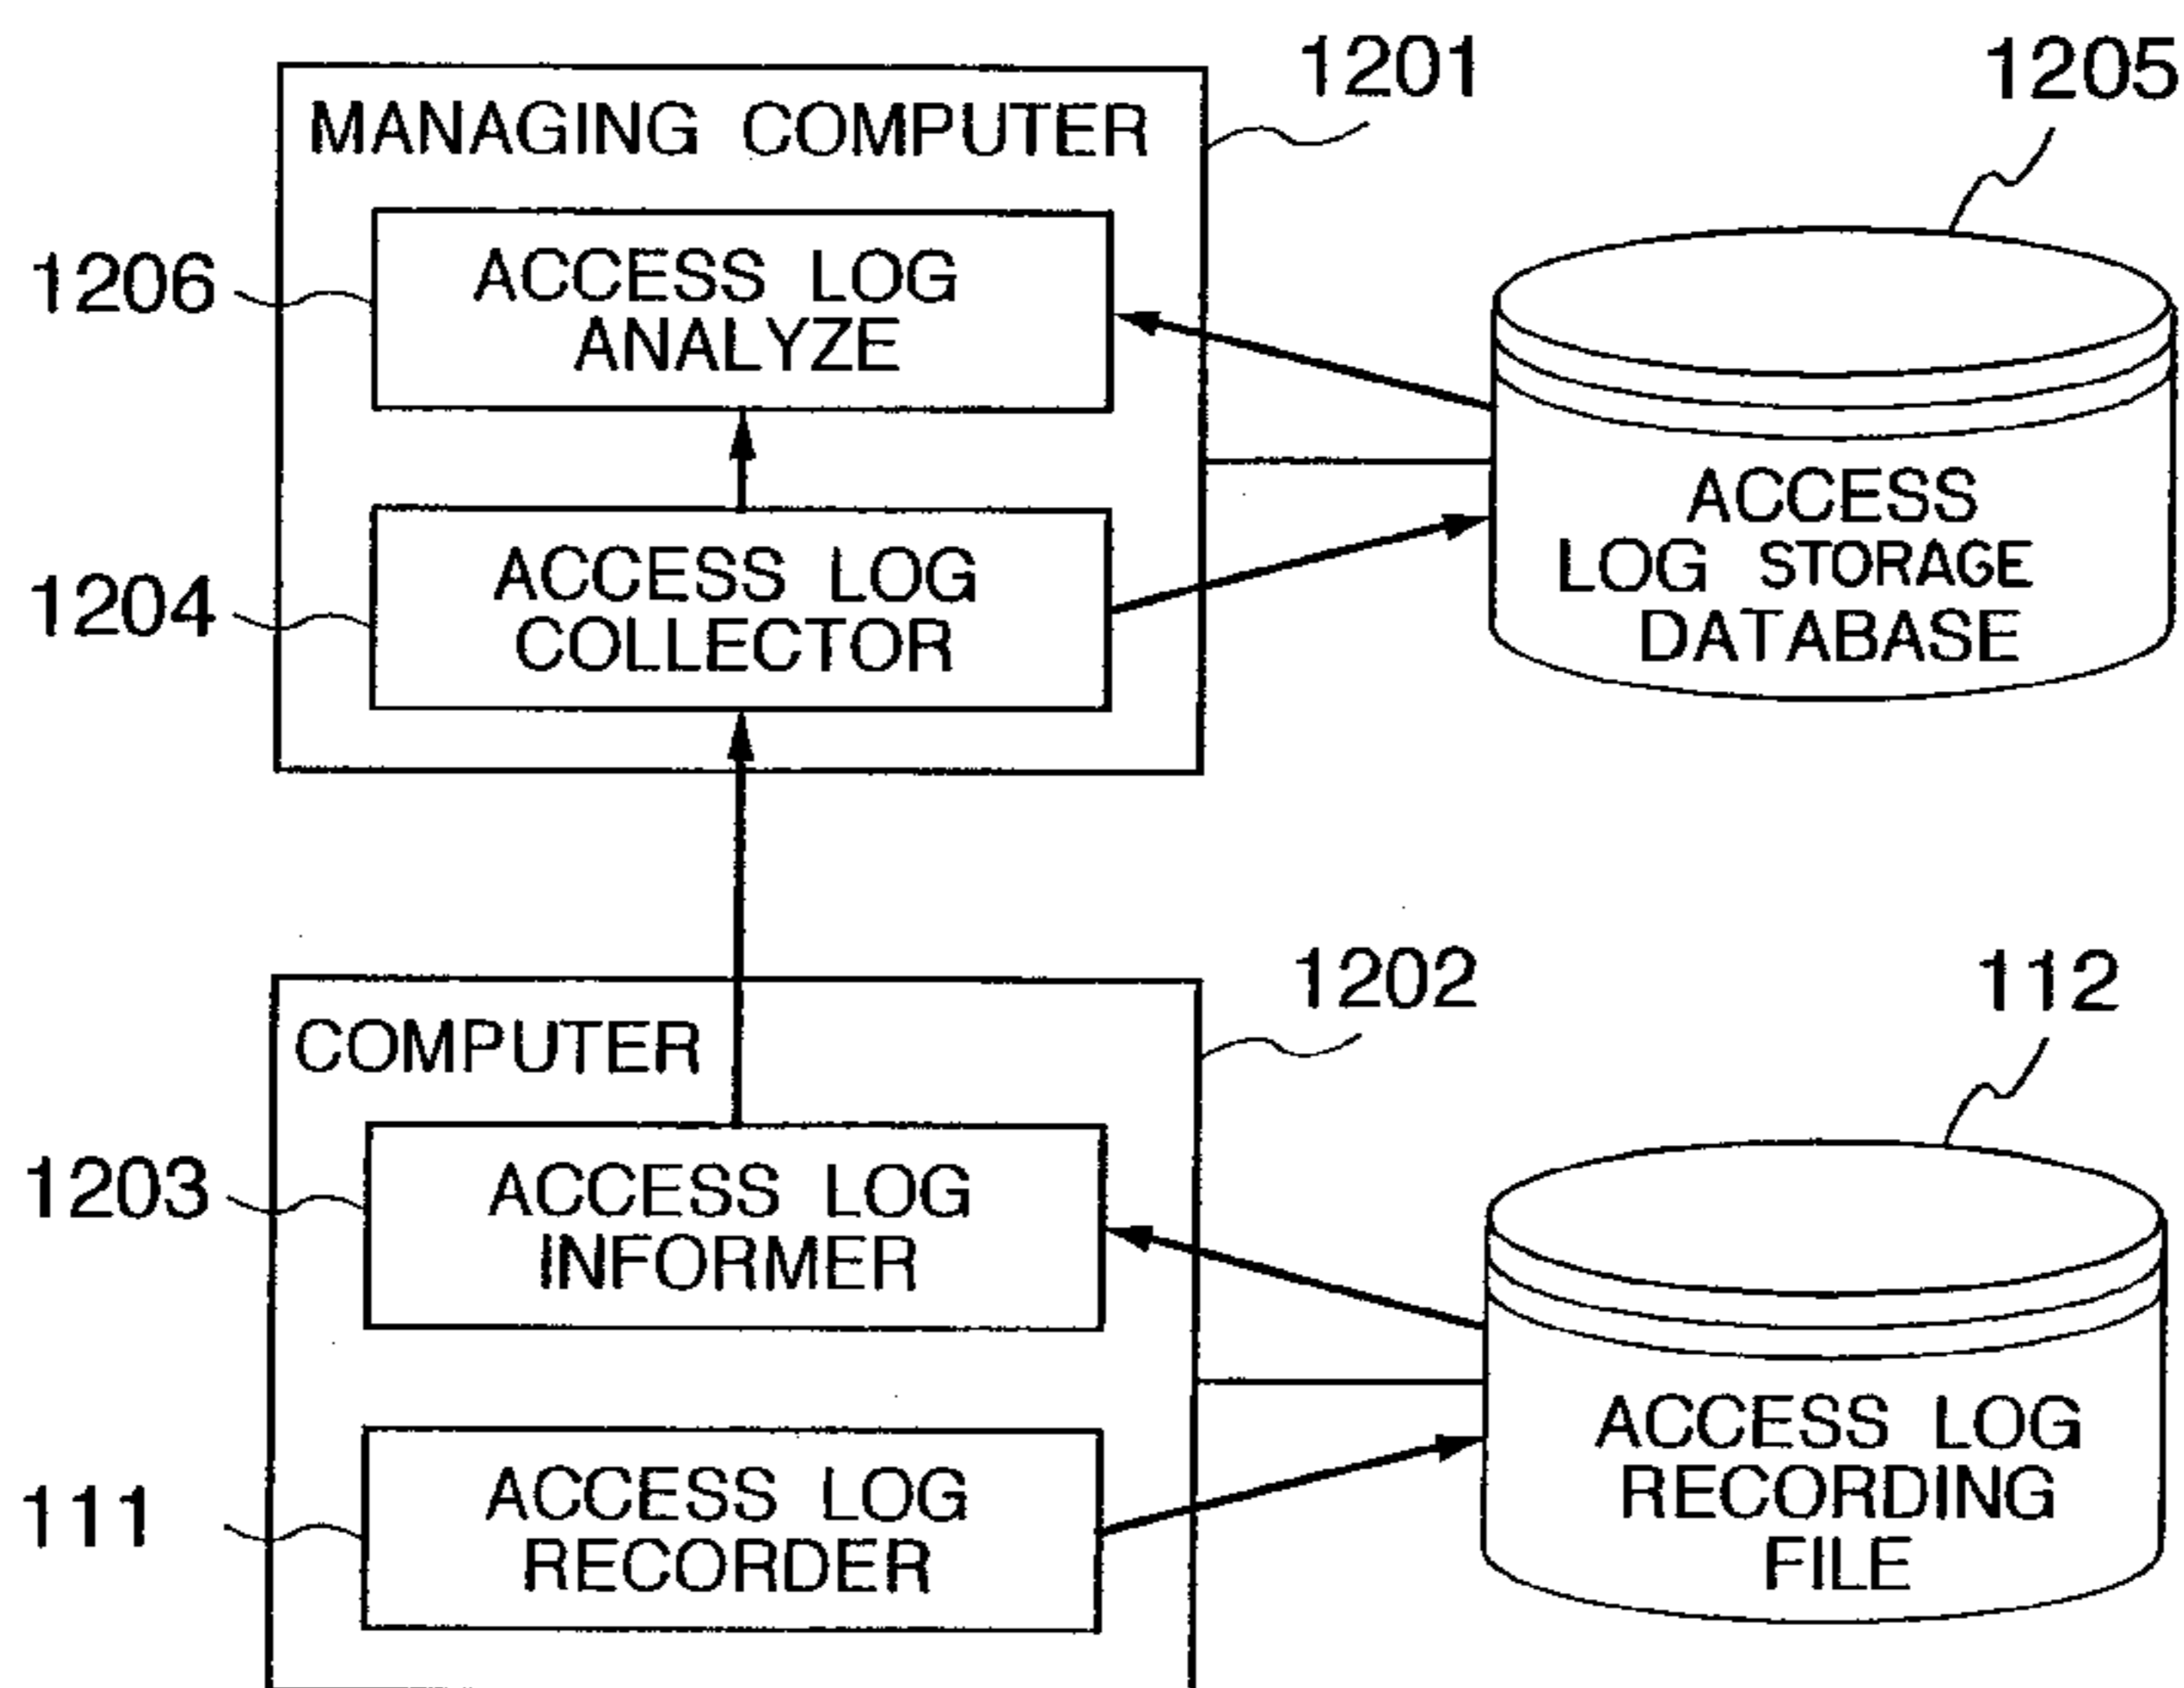 1201
1205
MANAGING COMPUTER
1206
ACCESS LOG
ANALYZE
1204
ACCESS LOG
COLLECTOR
ACCESS
LOG STORAGE
DATABASE
1202
112
COMPUTER
1203
ACCESS LOG
INFORMER
111
ACCESS LOG
RECORDER
ACCESS LOG
RECORDING
FILE